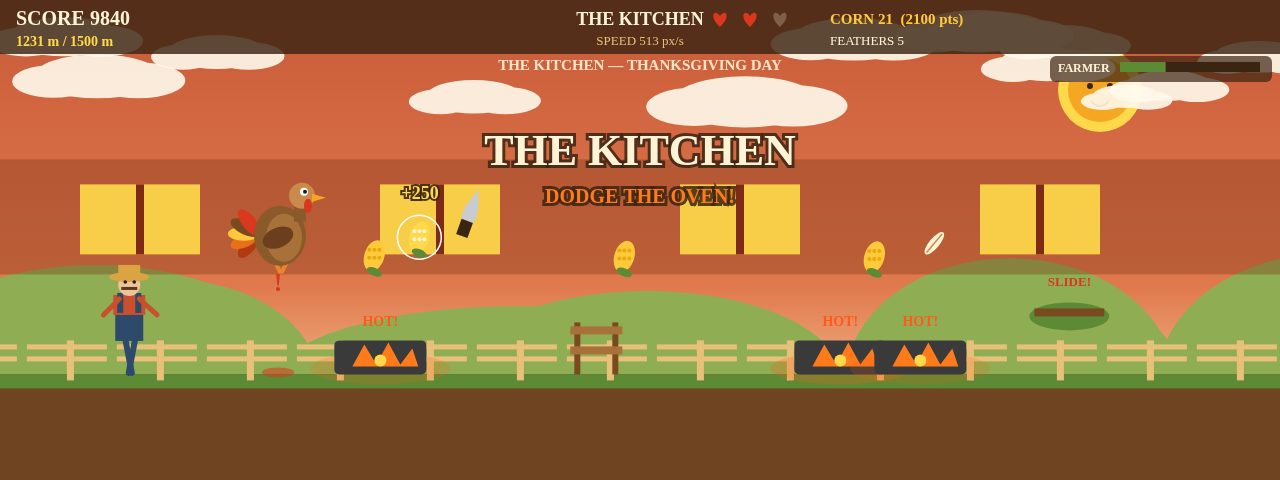 SCORE 9840
1231 m / 1500 m
THE KITCHEN
SPEED 513 px/s
CORN 21 (2100 pts)
FEATHERS 5
THE KITCHEN — THANKSGIVING DAY
FARMER
THE KITCHEN
+250
DODGE THE OVEN!
!
SLIDE!
HOT!
HOT!
HOT!